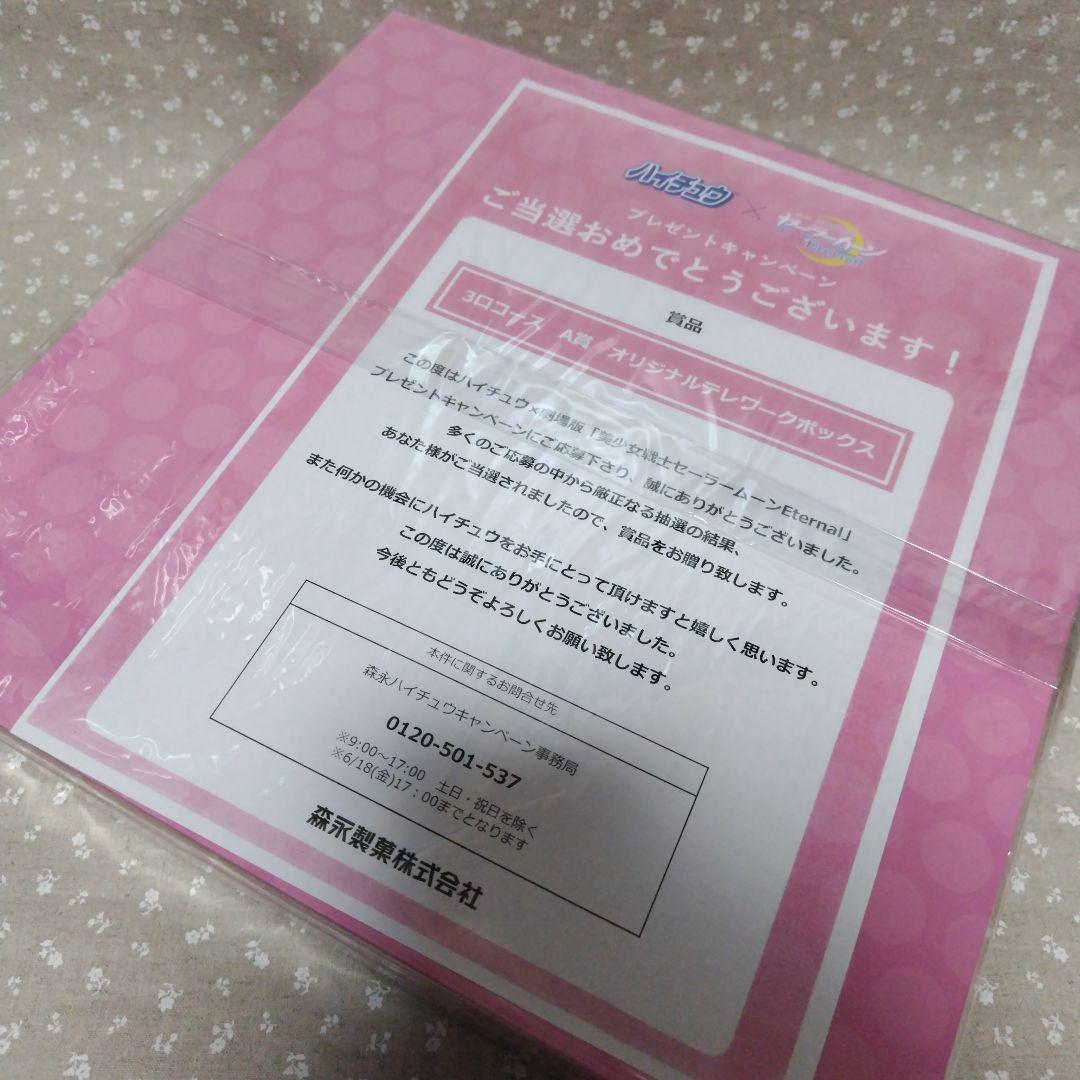 ハイチュウ × セーラームーン Eternal
プレゼントキャンペーン
ご当選おめでとうございます！
賞品
3口コース A賞 オリジナルテレワークボックス
この度はハイチュウ×劇場版「美少女戦士セーラームーンEternal」
プレゼントキャンペーンにご応募下さり、誠にありがとうございました。
多くのご応募の中から厳正なる抽選の結果、
あなた様がご当選されましたので、賞品をお贈り致します。
また何かの機会にハイチュウをお手にとって頂けますと嬉しく思います。
この度は誠にありがとうございました。
今後ともどうぞよろしくお願い致します。
本件に関するお問合せ先
森永ハイチュウキャンペーン事務局
0120-501-537
※9:00～17:00 土日・祝日を除く
※6/18(金)17：00までとなります
森永製菓株式会社